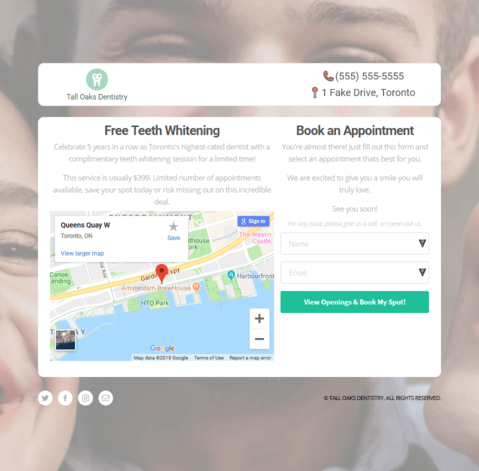 Tall Oaks Dentistry
(555) 555-5555
1 Fake Drive, Toronto
Free Teeth Whitening
Celebrate 5 years in a row as Toronto's highest-rated dentist with a
complimentary teeth whitening session for a limited time!
This service is usually $399. Limited number of appointments
available, save your spot today or risk missing out on this incredible
deal.
Queens Quay W
Toronto, ON
Save
View larger map
Sign in
The Westin
Castle,
Canoe
landing
Amsterdam BrewHouse
Harbourfront
HTO Park
Google
Map data ©2019 Google
Terms of Use
Report a map error
Book an Appointment
You're almost there! Just fill out this form and
select an appointment thats best for you.
We are excited to give you a smile you will
truly love.
See you soon!
For any issue, please give us a call, or come visit us.
Name
Email
View Openings & Book My Spot!
© TALL OAKS DENTISTRY. ALL RIGHTS RESERVED.